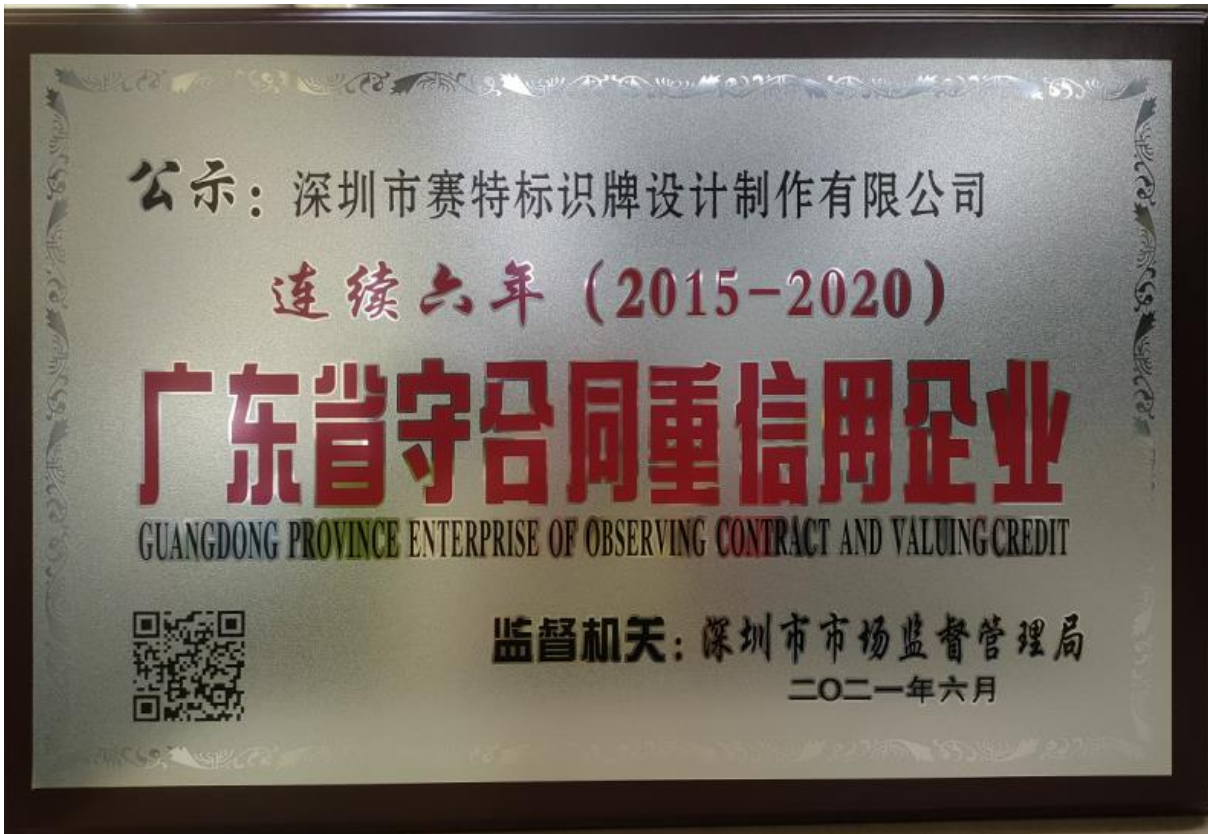 公示：深圳市赛特标识牌设计制作有限公司
连续六年（2015-2020）
广东省守合同重信用企业
GUANGDONG PROVINCE ENTERPRISE OF OBSERVING CONTRACT AND VALUING CREDIT
监督机关：深圳市市场监督管理局
二〇二一年六月